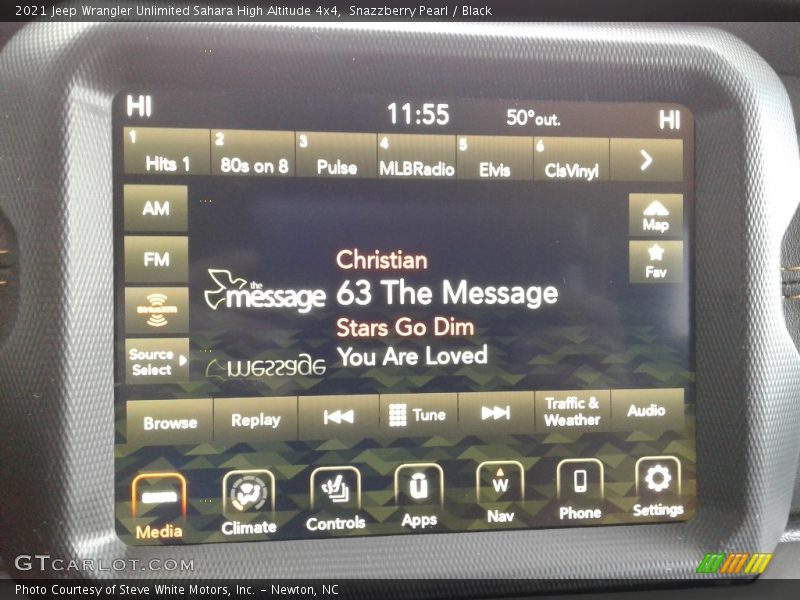 2021 Jeep Wrangler Unlimited Sahara High Altitude 4x4, Snazzberry Pearl / Black
HI 11:55 50°out. HI
1 Hits 1 2 80s on 8 3 Pulse 4 MLBRadio 5 Elvis 6 ClsVinyl
AM
Map
FM
Fav
Christian
the message
63 The Message
SiriusXM
Stars Go Dim
Source Select
You Are Loved
message
Browse Replay Tune Traffic & Weather Audio
W
Media Climate Controls Apps Nav Phone Settings
GTCARLOT.COM
Photo Courtesy of Steve White Motors, Inc. – Newton, NC